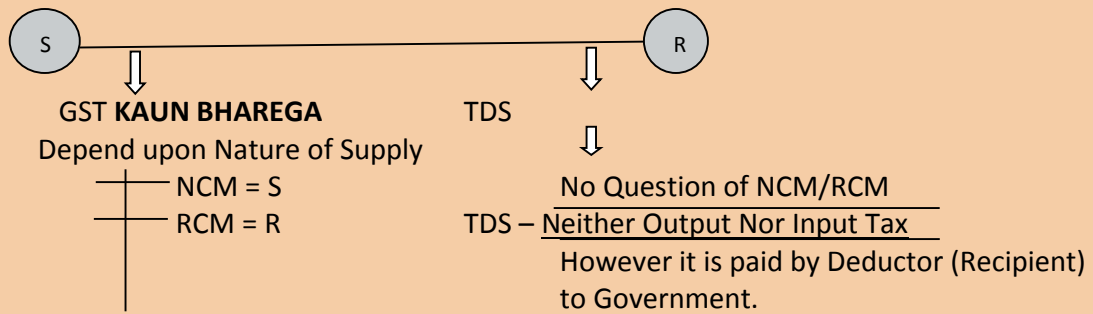 S
R
GST KAUN BHAREGA
TDS
Depend upon Nature of Supply
NCM = S
No Question of NCM/RCM
RCM = R
TDS – Neither Output Nor Input Tax
However it is paid by Deductor (Recipient)
to Government.